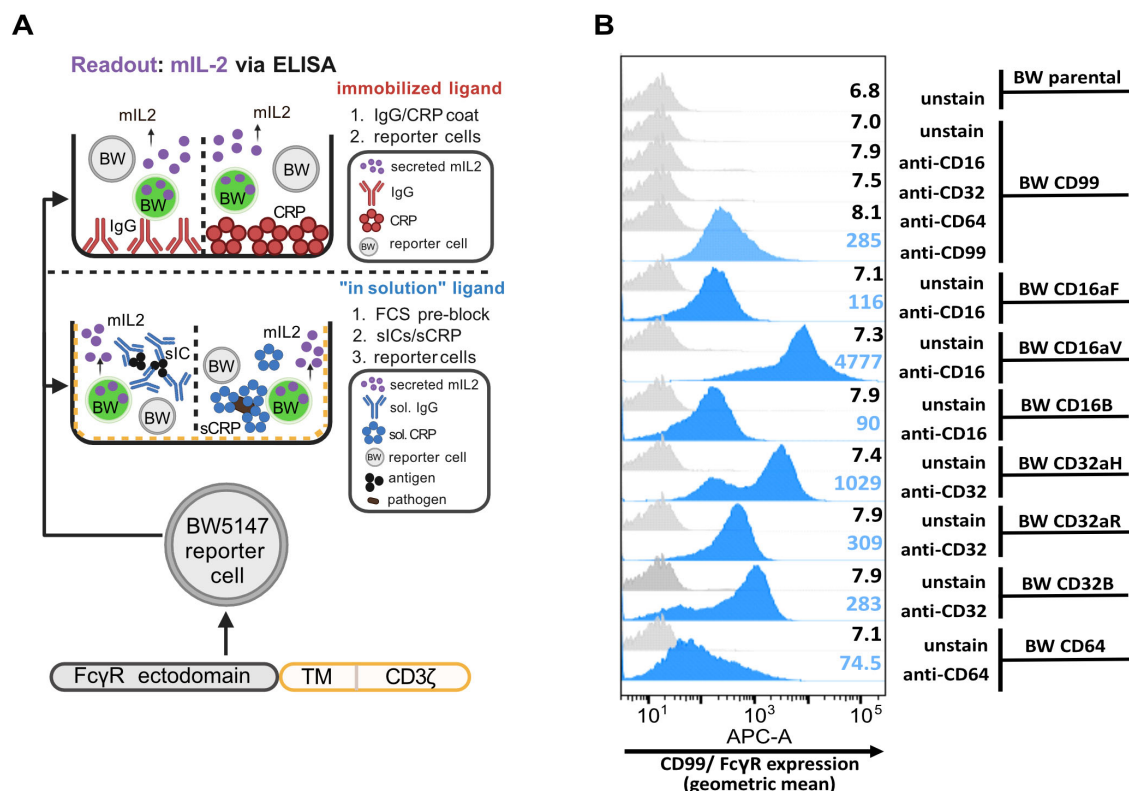 A
Readout: mIL-2 via ELISA
immobilized ligand
1. IgG/CRP coat
2. reporter cells
mIL2
mIL2
BW
BW
BW
BW
IgG
CRP
secreted mIL2
IgG
CRP
BW
reporter cell
"in solution" ligand
1. FCS pre-block
2. sICs/sCRP
3. reporter cells
mIL2
mIL2
sIC
BW
BW
BW
BW
sCRP
secreted mIL2
sol. IgG
sol. CRP
BW
reporter cell
antigen
pathogen
BW5147
reporter
cell
FcγR ectodomain
TM
CD3ζ
B
6.8
unstain
BW parental
7.0
unstain
7.9
anti-CD16
7.5
anti-CD32
BW CD99
8.1
anti-CD64
285
anti-CD99
7.1
unstain
BW CD16aF
116
anti-CD16
7.3
unstain
BW CD16aV
4777
anti-CD16
7.9
unstain
BW CD16B
90
anti-CD16
7.4
unstain
BW CD32aH
1029
anti-CD32
7.9
unstain
BW CD32aR
309
anti-CD32
7.9
unstain
BW CD32B
283
anti-CD32
7.1
unstain
BW CD64
74.5
anti-CD64
10¹ 10³ 10⁵
APC-A
CD99/ FcγR expression
(geometric mean)